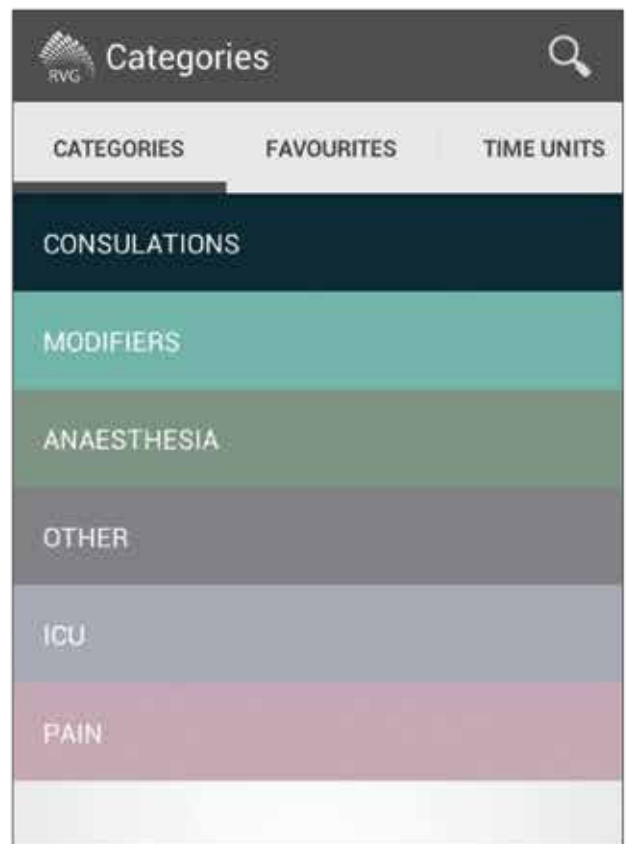 RVG Categories
CATEGORIES FAVOURITES TIME UNITS
CONSULATIONS
MODIFIERS
ANAESTHESIA
OTHER
ICU
PAIN